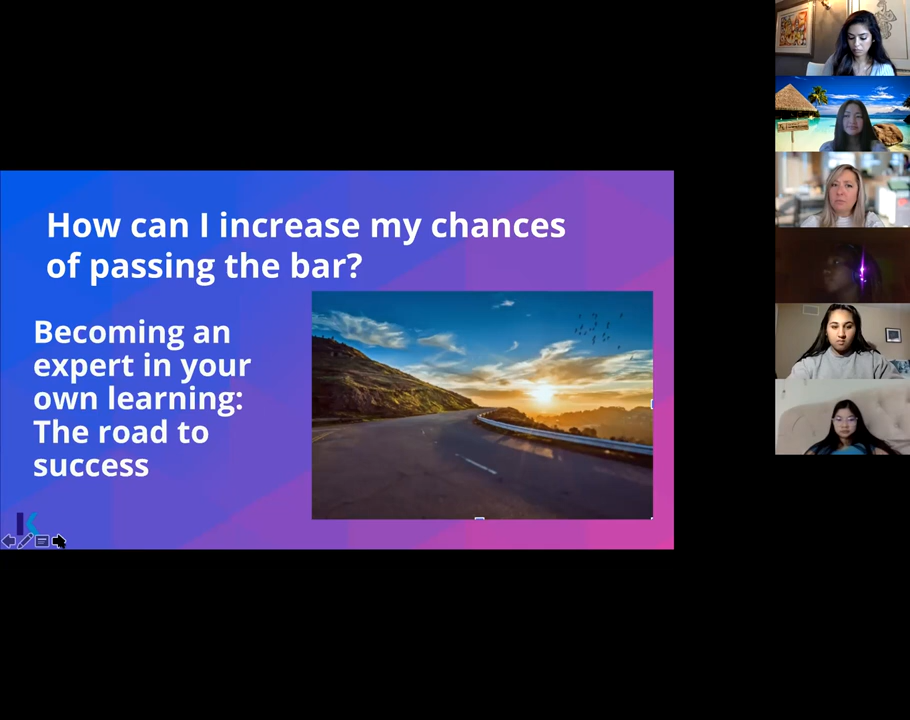 How can I increase my chances
of passing the bar?
Becoming an
expert in your
own learning:
The road to
success
K